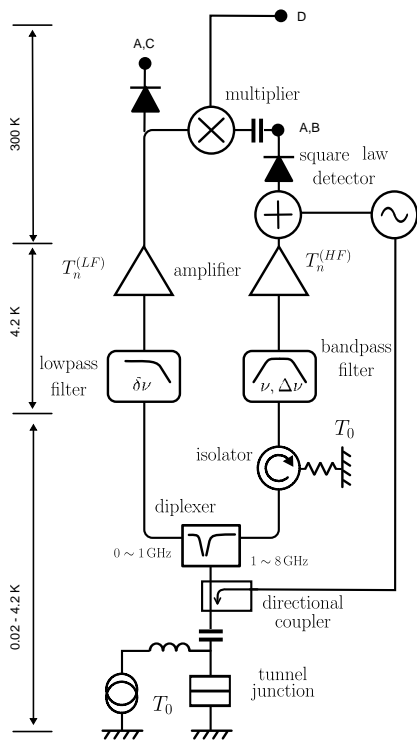 D
A,C
multiplier
A,B
300 K
square law
detector
T_n^{(LF)}
amplifier
T_n^{(HF)}
4.2 K
lowpass
filter
δν
bandpass
filter
ν, Δν
T_0
isolator
diplexer
0 ∼ 1 GHz
1 ∼ 8 GHz
directional
coupler
0.02 - 4.2 K
tunnel
junction
T_0